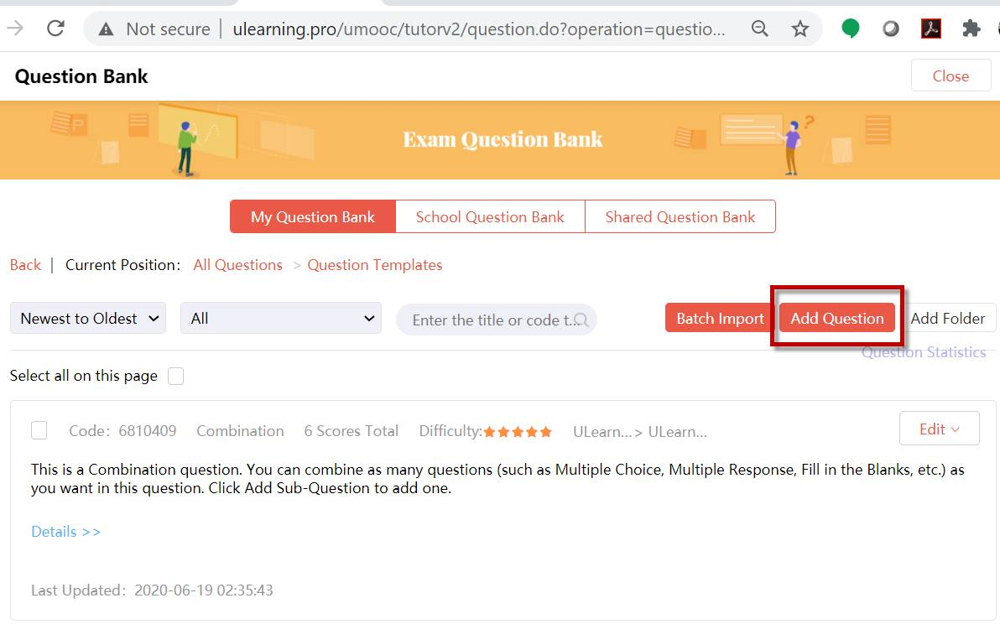 Not secure | ulearning.pro/umooc/tutorv2/question.do?operation=questio...
Question Bank
Close
P
Exam Question Bank
?
My Question Bank
School Question Bank
Shared Question Bank
Back | Current Position: All Questions > Question Templates
Newest to Oldest
All
Enter the title or code t...
Batch Import
Add Question
Add Folder
Question Statistics
Select all on this page
Code: 6810409 Combination 6 Scores Total Difficulty: ULearn...> ULearn...
Edit
This is a Combination question. You can combine as many questions (such as Multiple Choice, Multiple Response, Fill in the Blanks, etc.) as
you want in this question. Click Add Sub-Question to add one.
Details >>
Last Updated: 2020-06-19 02:35:43